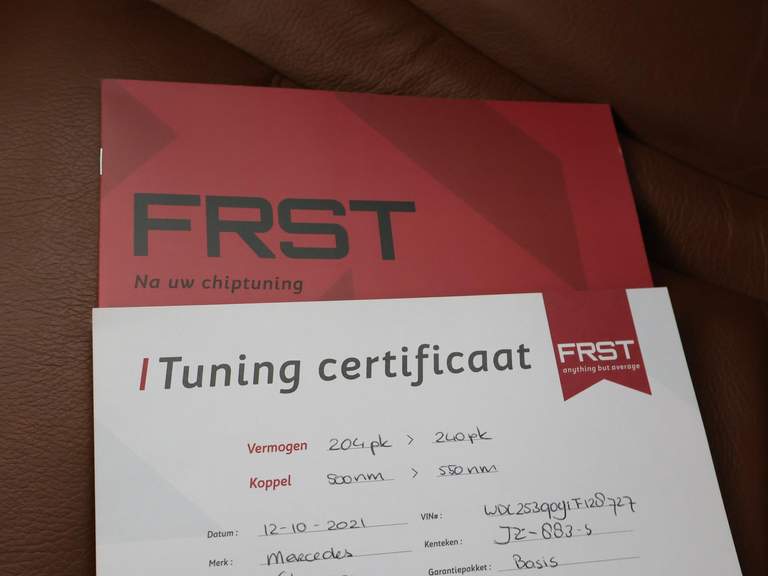 FRST
Na uw chiptuning
Tuning certificaat
FRST
anything but average
Vermogen 204pk > 240pk
Koppel 500nm > 550nm
Datum: 12-10-2021
VIN#:
Merk: Mercedes
Kenteken: JZ-883-S
Garantiepakket: Basis